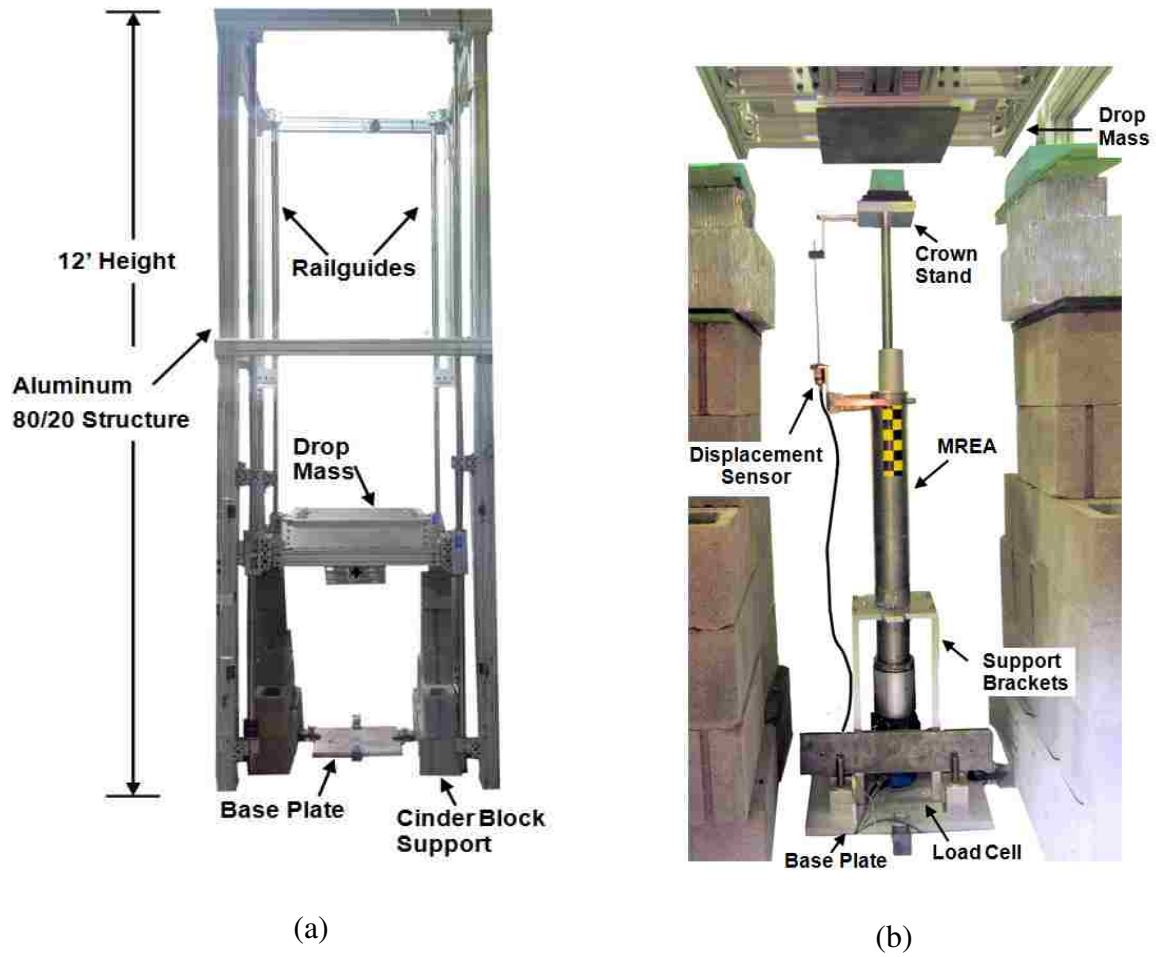 12' Height
Railguides
Aluminum
80/20 Structure
Drop
Mass
Base Plate
Cinder Block
Support
(a)
Drop
Mass
Crown
Stand
Displacement
Sensor
MREA
Support
Brackets
Base Plate
Load Cell
(b)